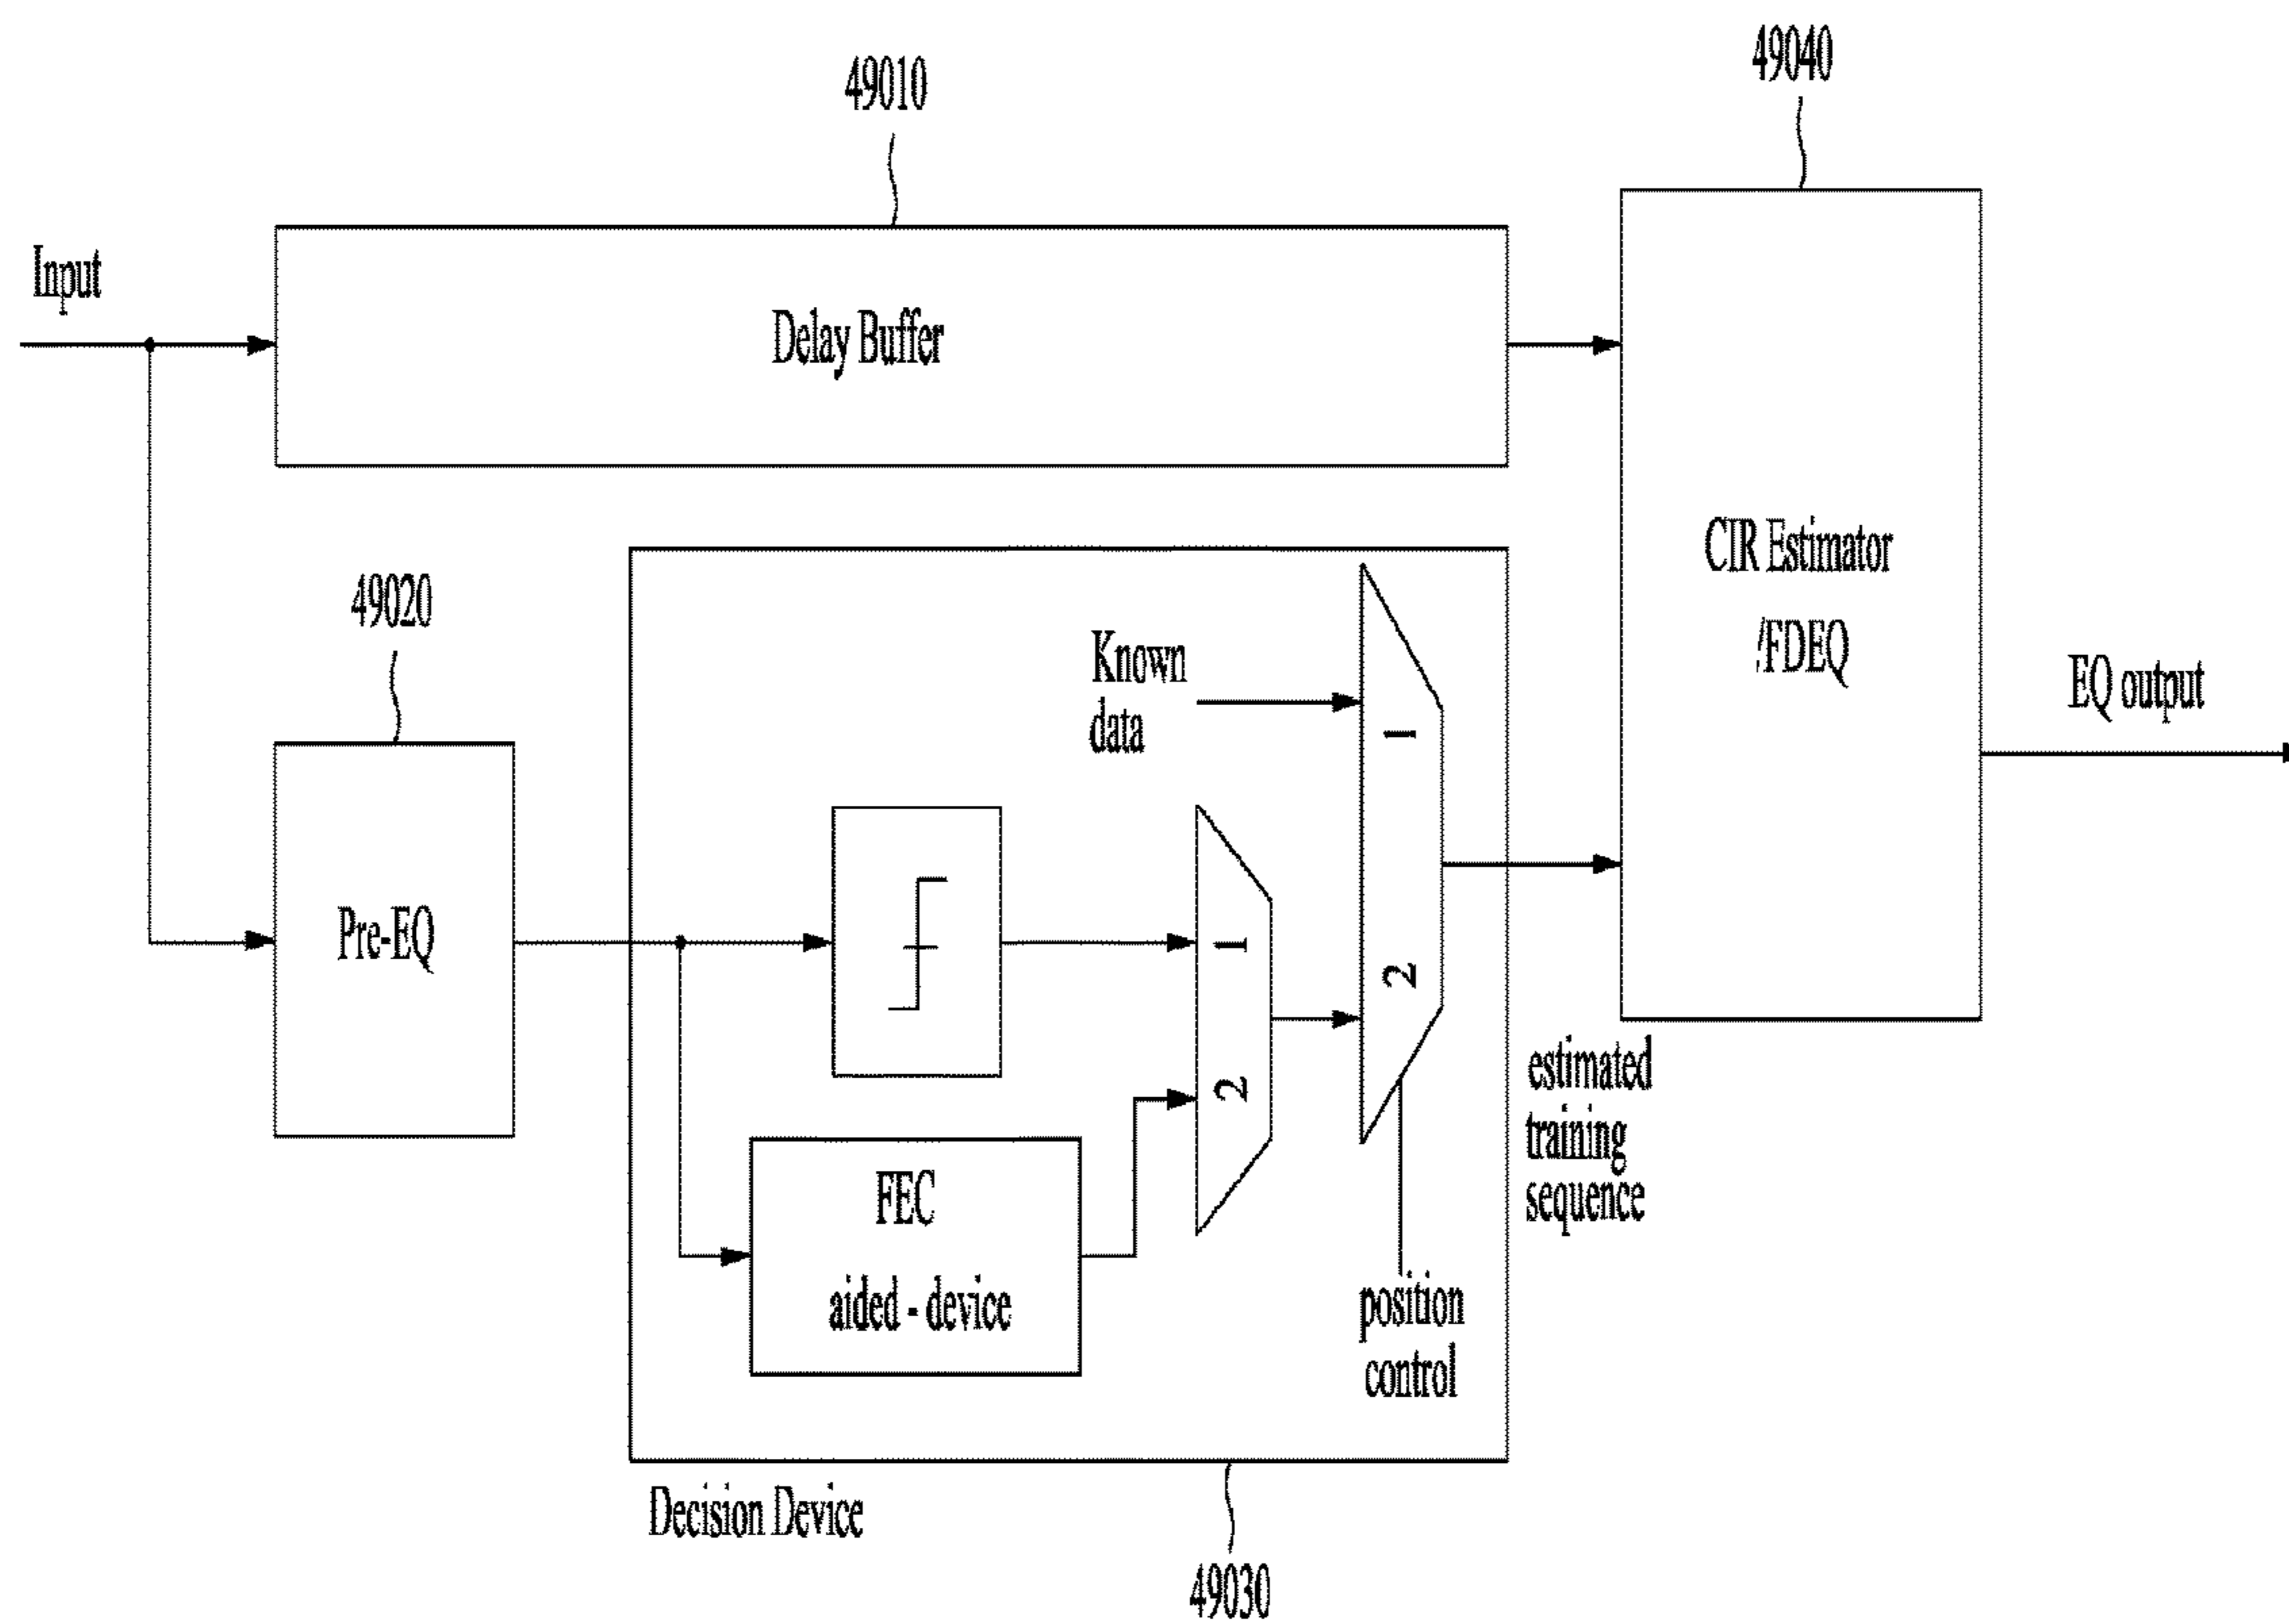 49010
49040
Input
Delay Buffer
CIR Estimator
/FDEQ
EQ output
49020
Pre-EQ
Known
data
1
2
1
2
FEC
aided - device
position
control
estimated
training
sequence
Decision Device
49030